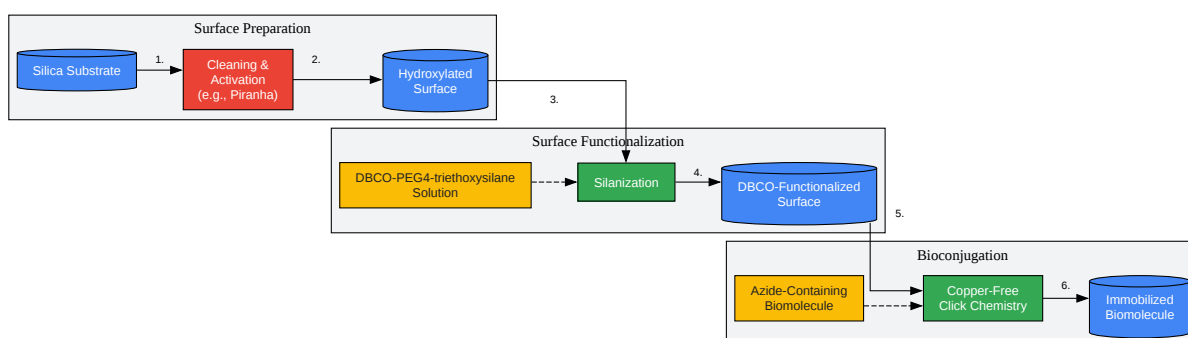 Surface Preparation
Silica Substrate
1.
Cleaning &
Activation
(e.g., Piranha)
2.
Hydroxylated
Surface
3.
Surface Functionalization
DBCO-PEG4-triethoxysilane
Solution
Silanization
4.
DBCO-Functionalized
Surface
5.
Bioconjugation
Azide-Containing
Biomolecule
Copper-Free
Click Chemistry
6.
Immobilized
Biomolecule